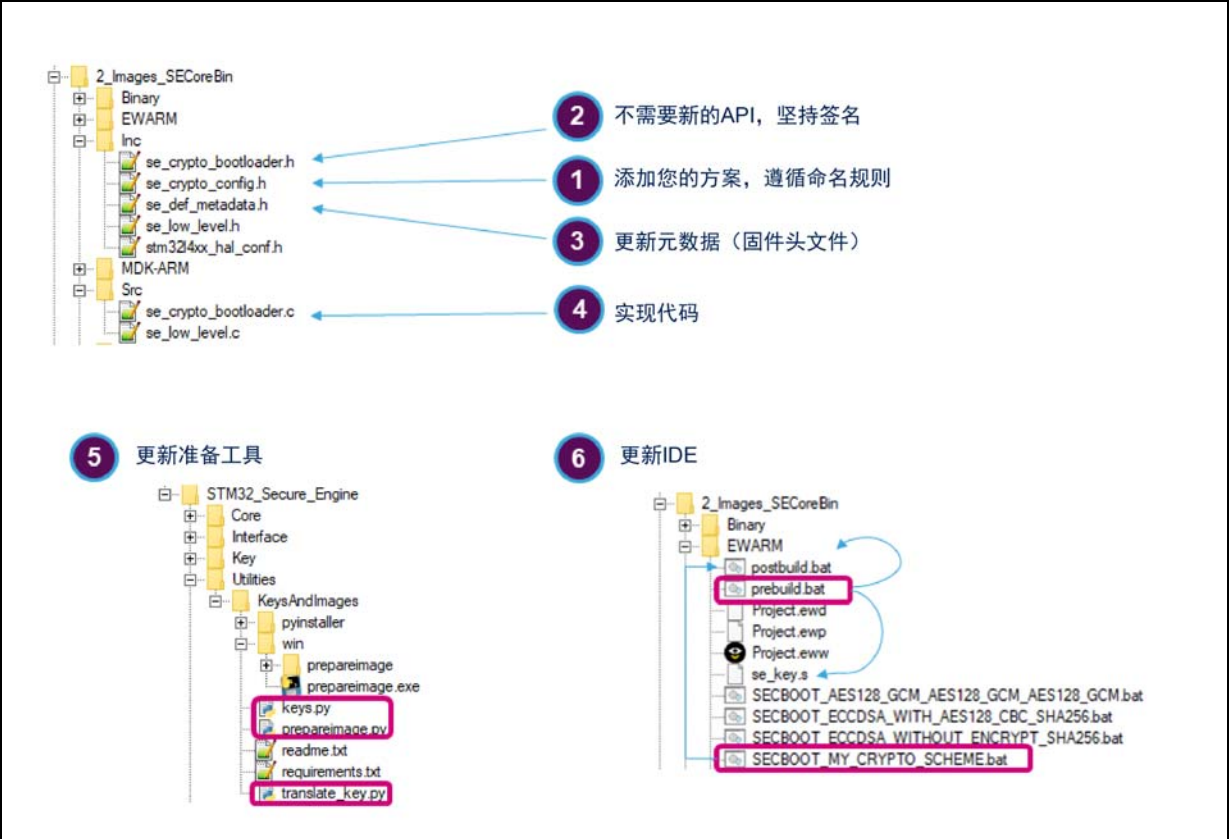 2_Images_SECoreBin
Binary
EWARM
Inc
se_crypto_bootloader.h
se_crypto_config.h
se_def_metadata.h
se_low_level.h
stm32l4xx_hal_conf.h
MDK-ARM
Src
se_crypto_bootloader.c
se_low_level.c
2 不需要新的API，坚持签名
1 添加您的方案，遵循命名规则
3 更新元数据（固件头文件）
4 实现代码
5 更新准备工具
STM32_Secure_Engine
Core
Interface
Key
Utilities
KeysAndImages
pyinstaller
win
prepareimage
prepareimage.exe
keys.py
prepareimage.py
readme.txt
requirements.txt
translate_key.py
6 更新IDE
2_Images_SECoreBin
Binary
EWARM
postbuild.bat
prebuild.bat
Project.ewd
Project.ewp
Project.eww
se_key.s
SECBOOT_AES128_GCM_AES128_GCM_AES128_GCM.bat
SECBOOT_ECCDSA_WITH_AES128_CBC_SHA256.bat
SECBOOT_ECCDSA_WITHOUT_ENCRYPT_SHA256.bat
SECBOOT_MY_CRYPTO_SCHEME.bat